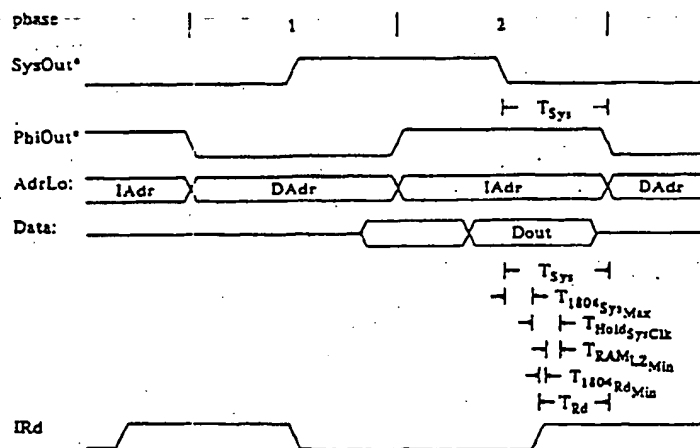 phase 1 2
SysOut*
T_Sys
PhiOut*
AdrLo: IAdr DAdr IAdr DAdr
Data: Dout
T_Sys
T_1804SysMax
T_HoldSysClk
T_RAMLZMin
T_1804RdMin
T_Rd
IRd